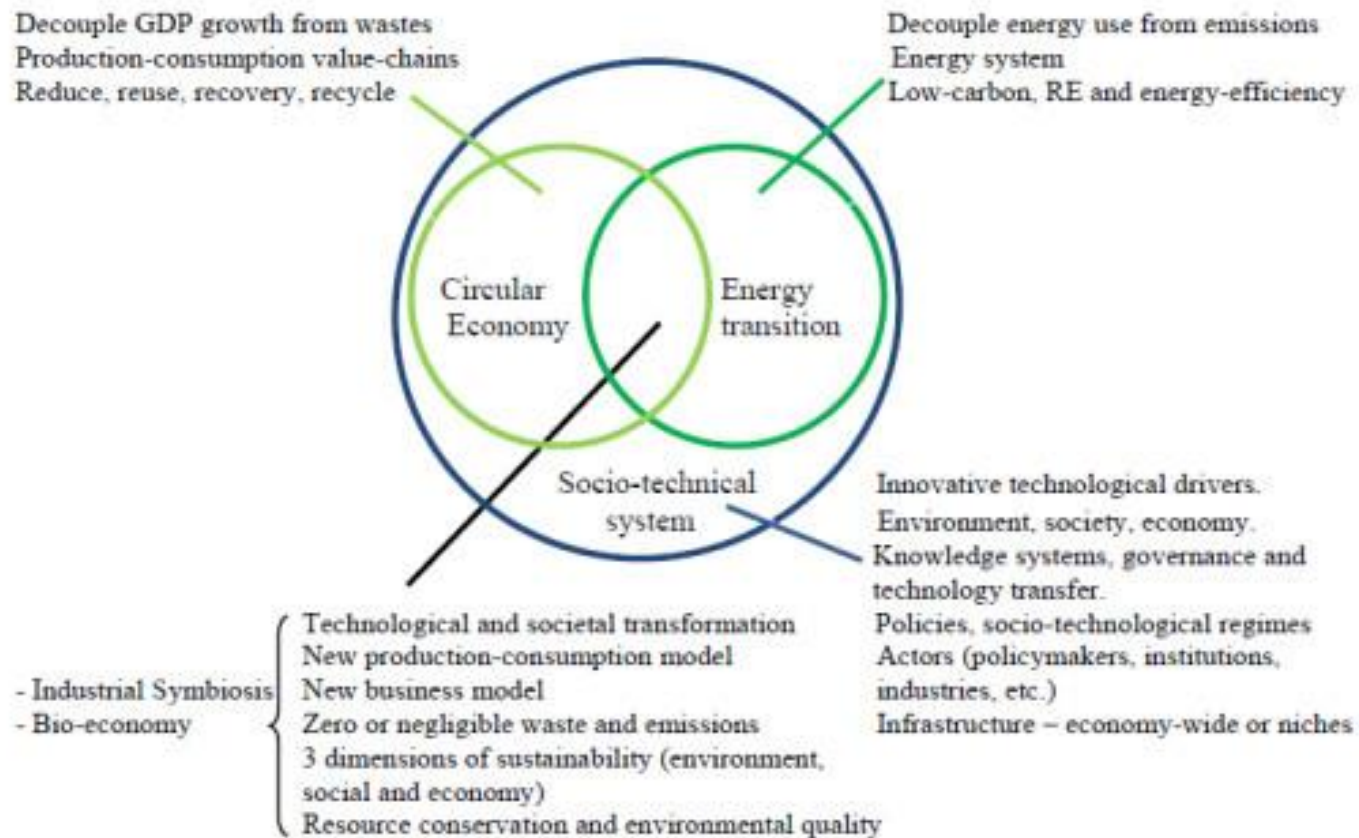 Decouple GDP growth from wastes
Production-consumption value-chains
Reduce, reuse, recovery, recycle
Decouple energy use from emissions
Energy system
Low-carbon, RE and energy-efficiency
Circular
Economy
Energy
transition
Socio-technical
system
Innovative technological drivers.
Environment, society, economy.
Knowledge systems, governance and
technology transfer.
Policies, socio-technological regimes
Actors (policymakers, institutions,
industries, etc.)
Infrastructure – economy-wide or niches
- Industrial Symbiosis
- Bio-economy
Technological and societal transformation
New production-consumption model
New business model
Zero or negligible waste and emissions
3 dimensions of sustainability (environment,
social and economy)
Resource conservation and environmental quality